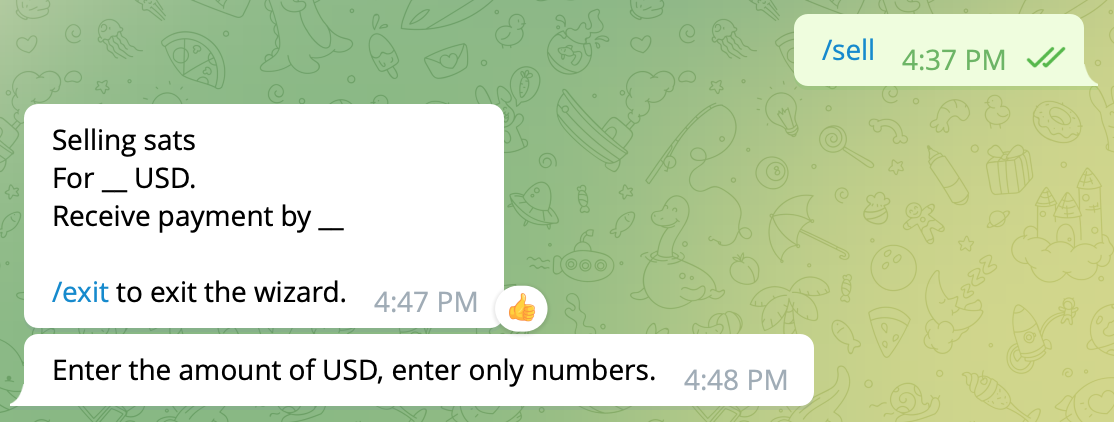 /sell 4:37 PM
Selling sats
For __ USD.
Receive payment by __
/exit to exit the wizard. 4:47 PM
Enter the amount of USD, enter only numbers. 4:48 PM